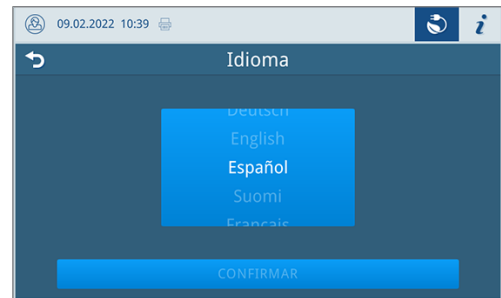 09.02.2022 10:39
i
Idioma
Deutsch
English
Español
Suomi
Français
CONFIRMAR